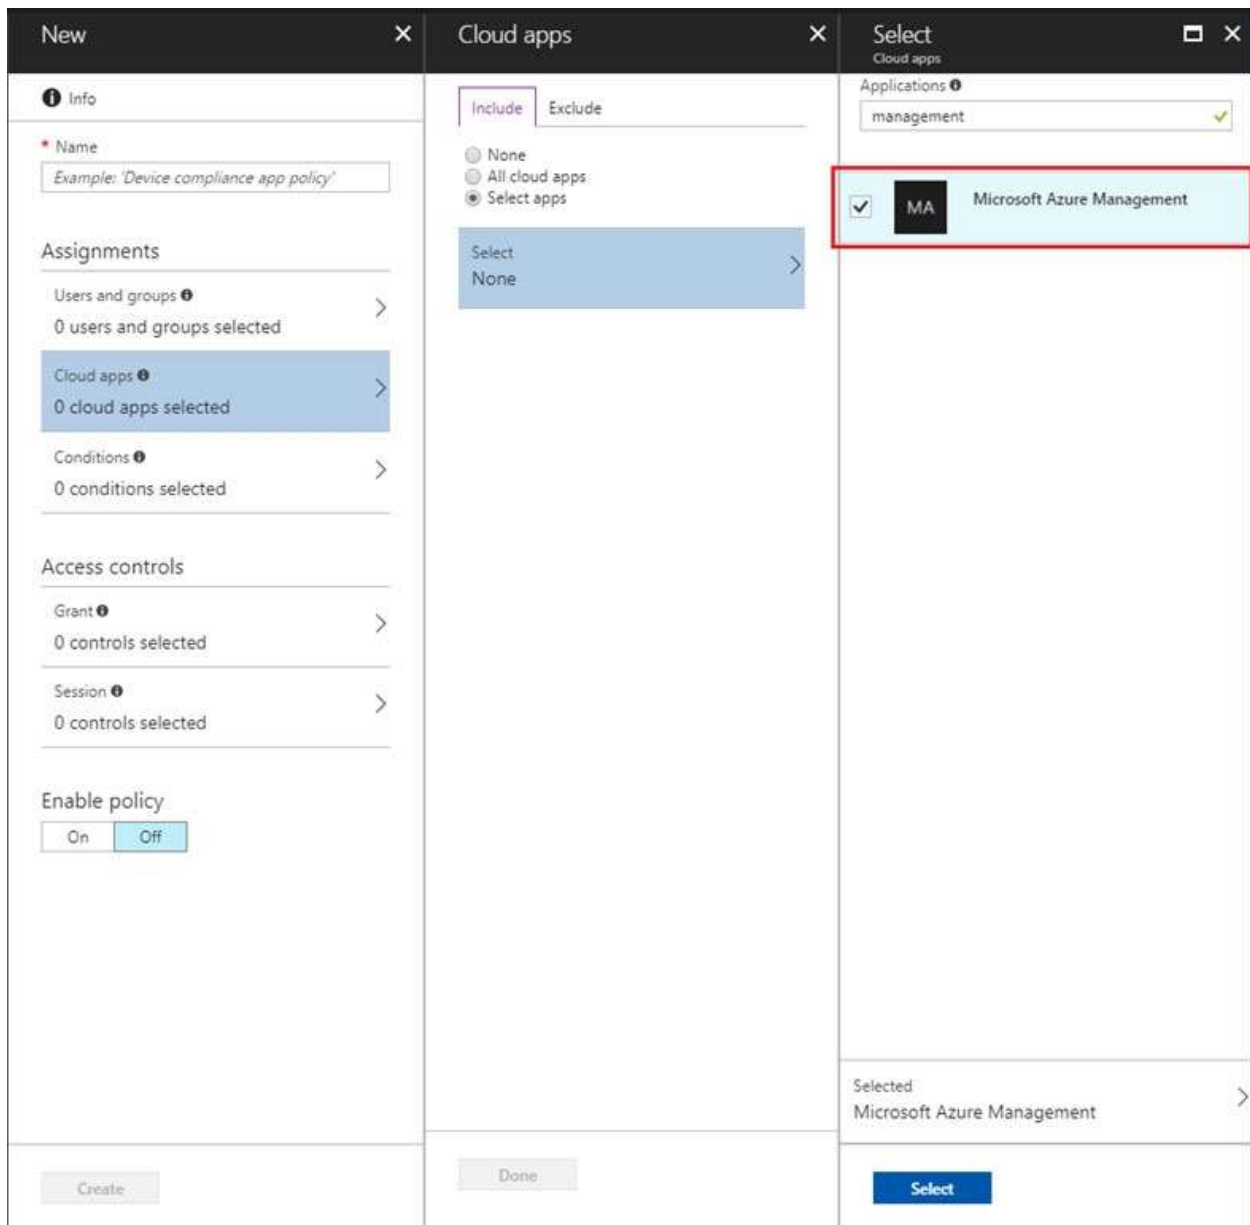 New
Info
* Name
Example: 'Device compliance app policy'
Assignments
Users and groups
0 users and groups selected
Cloud apps
0 cloud apps selected
Conditions
0 conditions selected
Access controls
Grant
0 controls selected
Session
0 controls selected
Enable policy
On Off
Create
Cloud apps
Include Exclude
None
All cloud apps
Select apps
Select
None
Done
Select
Cloud apps
Applications
management
MA Microsoft Azure Management
Selected
Microsoft Azure Management
Select